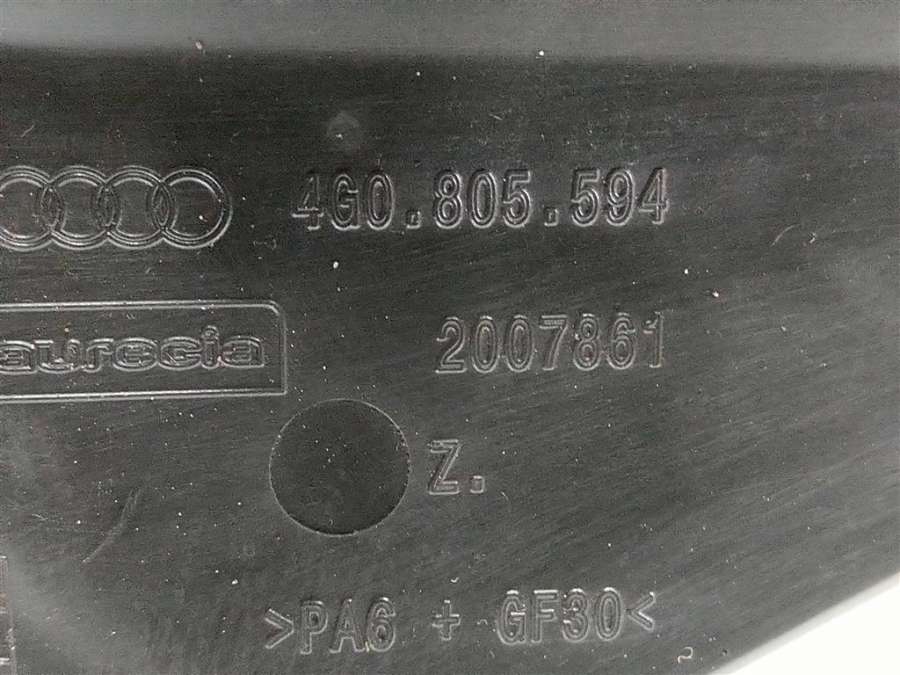 4G0.805.594
aurecia
2007861
Z.
>PA6 + GF30<